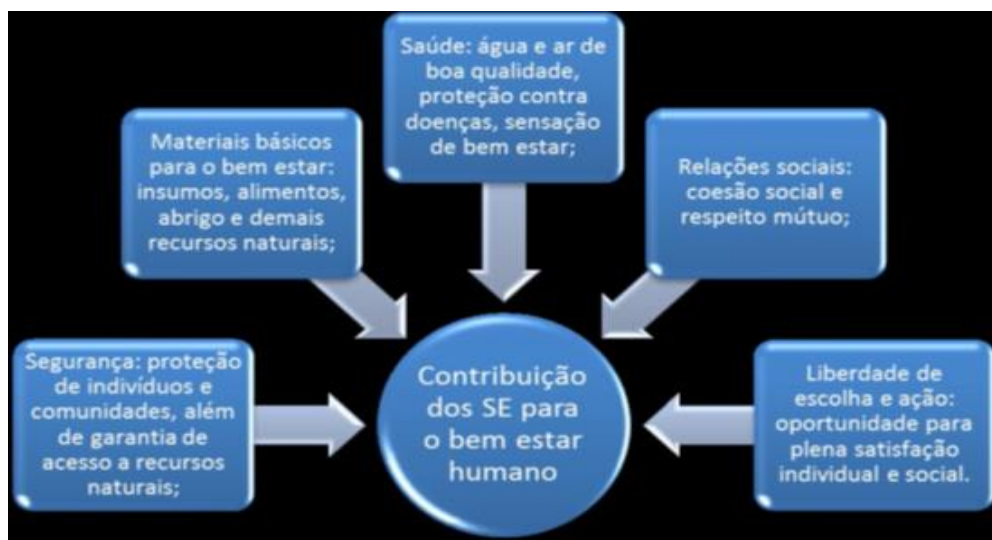 Segurança: proteção
de indivíduos e
comunidades, além
de garantia de
acesso a recursos
naturais;
Materiais básicos
para o bem estar:
insumos, alimentos,
abrigo e demais
recursos naturais;
Saúde: água e ar de
boa qualidade,
proteção contra
doenças, sensação
de bem estar;
Relações sociais:
coesão social e
respeito mútuo;
Liberdade de
escolha e ação:
oportunidade para
plena satisfação
individual e social.
Contribuição
dos SE para
o bem estar
humano